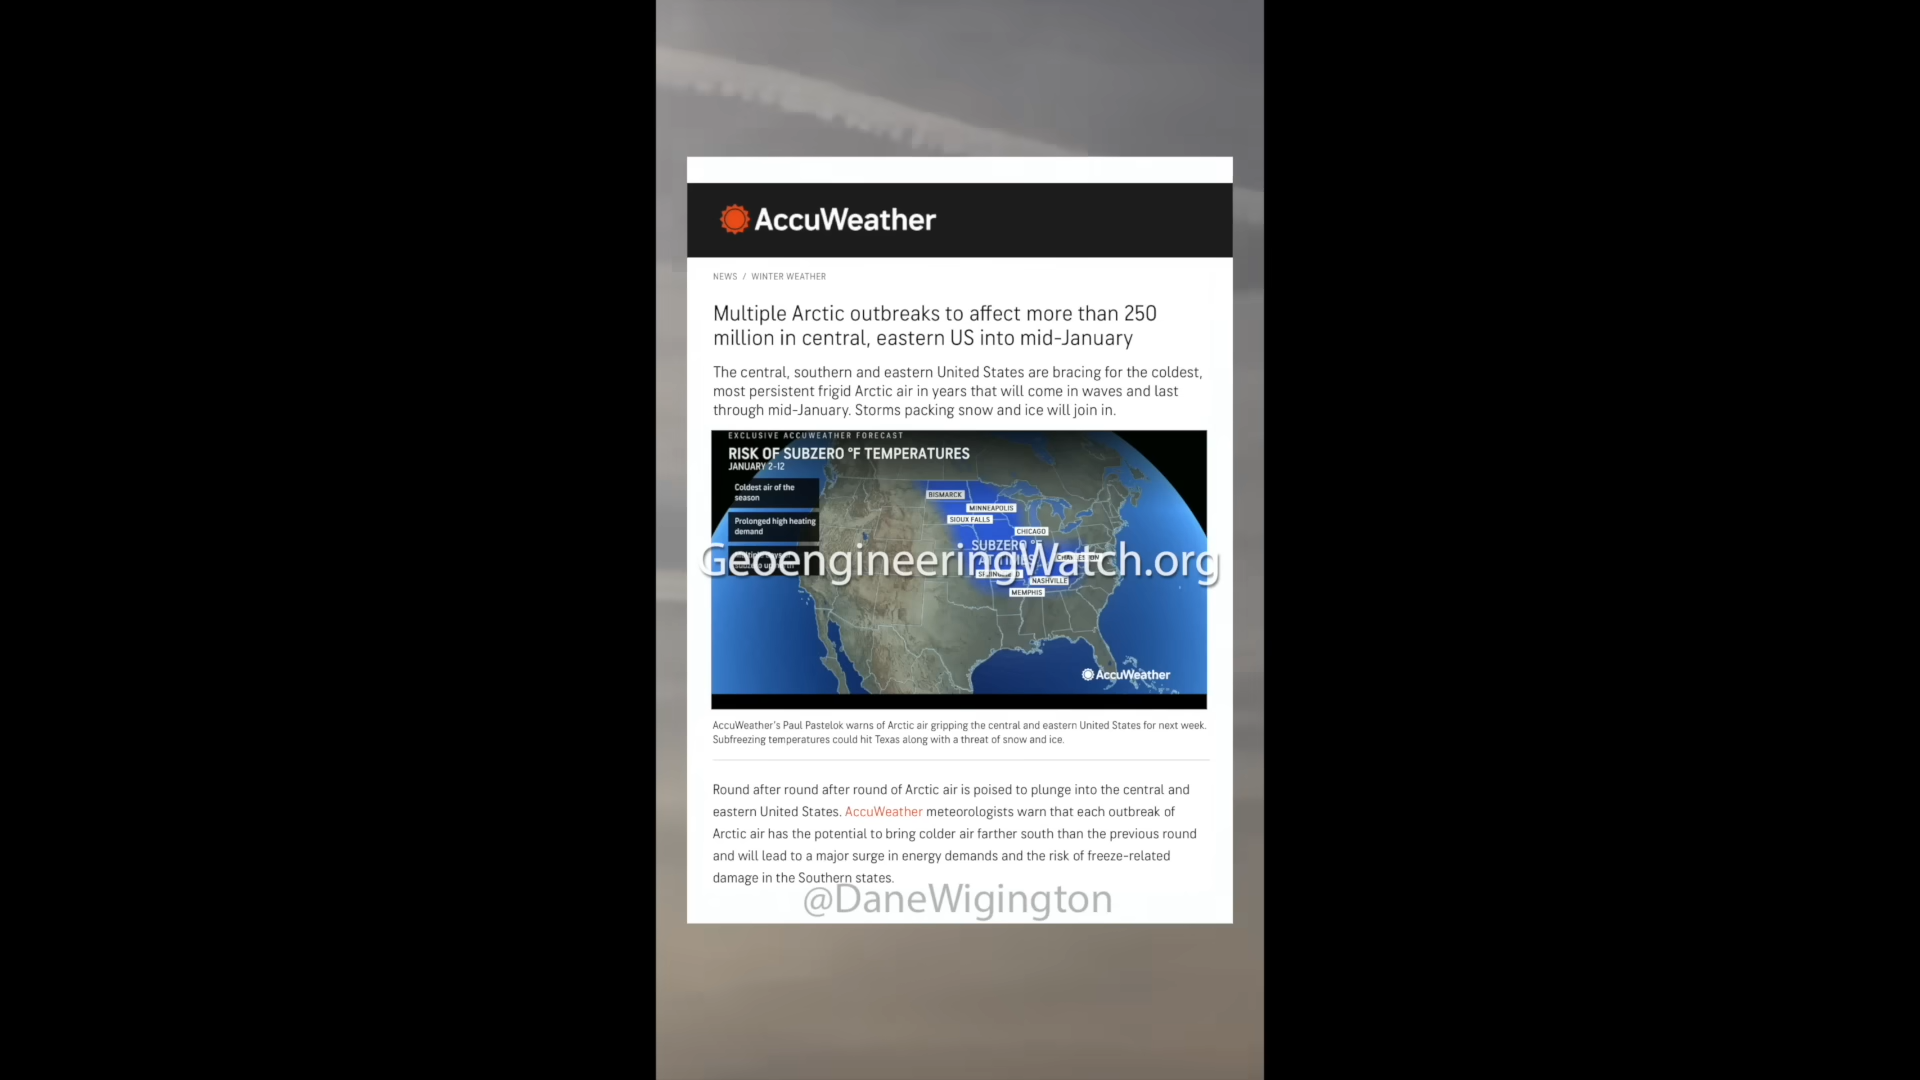 AccuWeather
NEWS / WINTER WEATHER
Multiple Arctic outbreaks to affect more than 250
million in central, eastern US into mid-January
The central, southern and eastern United States are bracing for the coldest,
most persistent frigid Arctic air in years that will come in waves and last
through mid-January. Storms packing snow and ice will join in.
EXCLUSIVE ACCUWEATHER FORECAST
RISK OF SUBZERO °F TEMPERATURES
JANUARY 2-12
Coldest air of the
season
Prolonged high heating
demand
BISMARCK
MINNEAPOLIS
SIOUX FALLS
CHICAGO
SUBZERO °F
AT TIMES
GeoengineeringWatch.org
NASHVILLE
MEMPHIS
AccuWeather
AccuWeather's Paul Pastelok warns of Arctic air gripping the central and eastern United States for next week.
Subfreezing temperatures could hit Texas along with a threat of snow and ice.
Round after round after round of Arctic air is poised to plunge into the central and
eastern United States. AccuWeather meteorologists warn that each outbreak of
Arctic air has the potential to bring colder air farther south than the previous round
and will lead to a major surge in energy demands and the risk of freeze-related
damage in the Southern states.
@DaneWigington